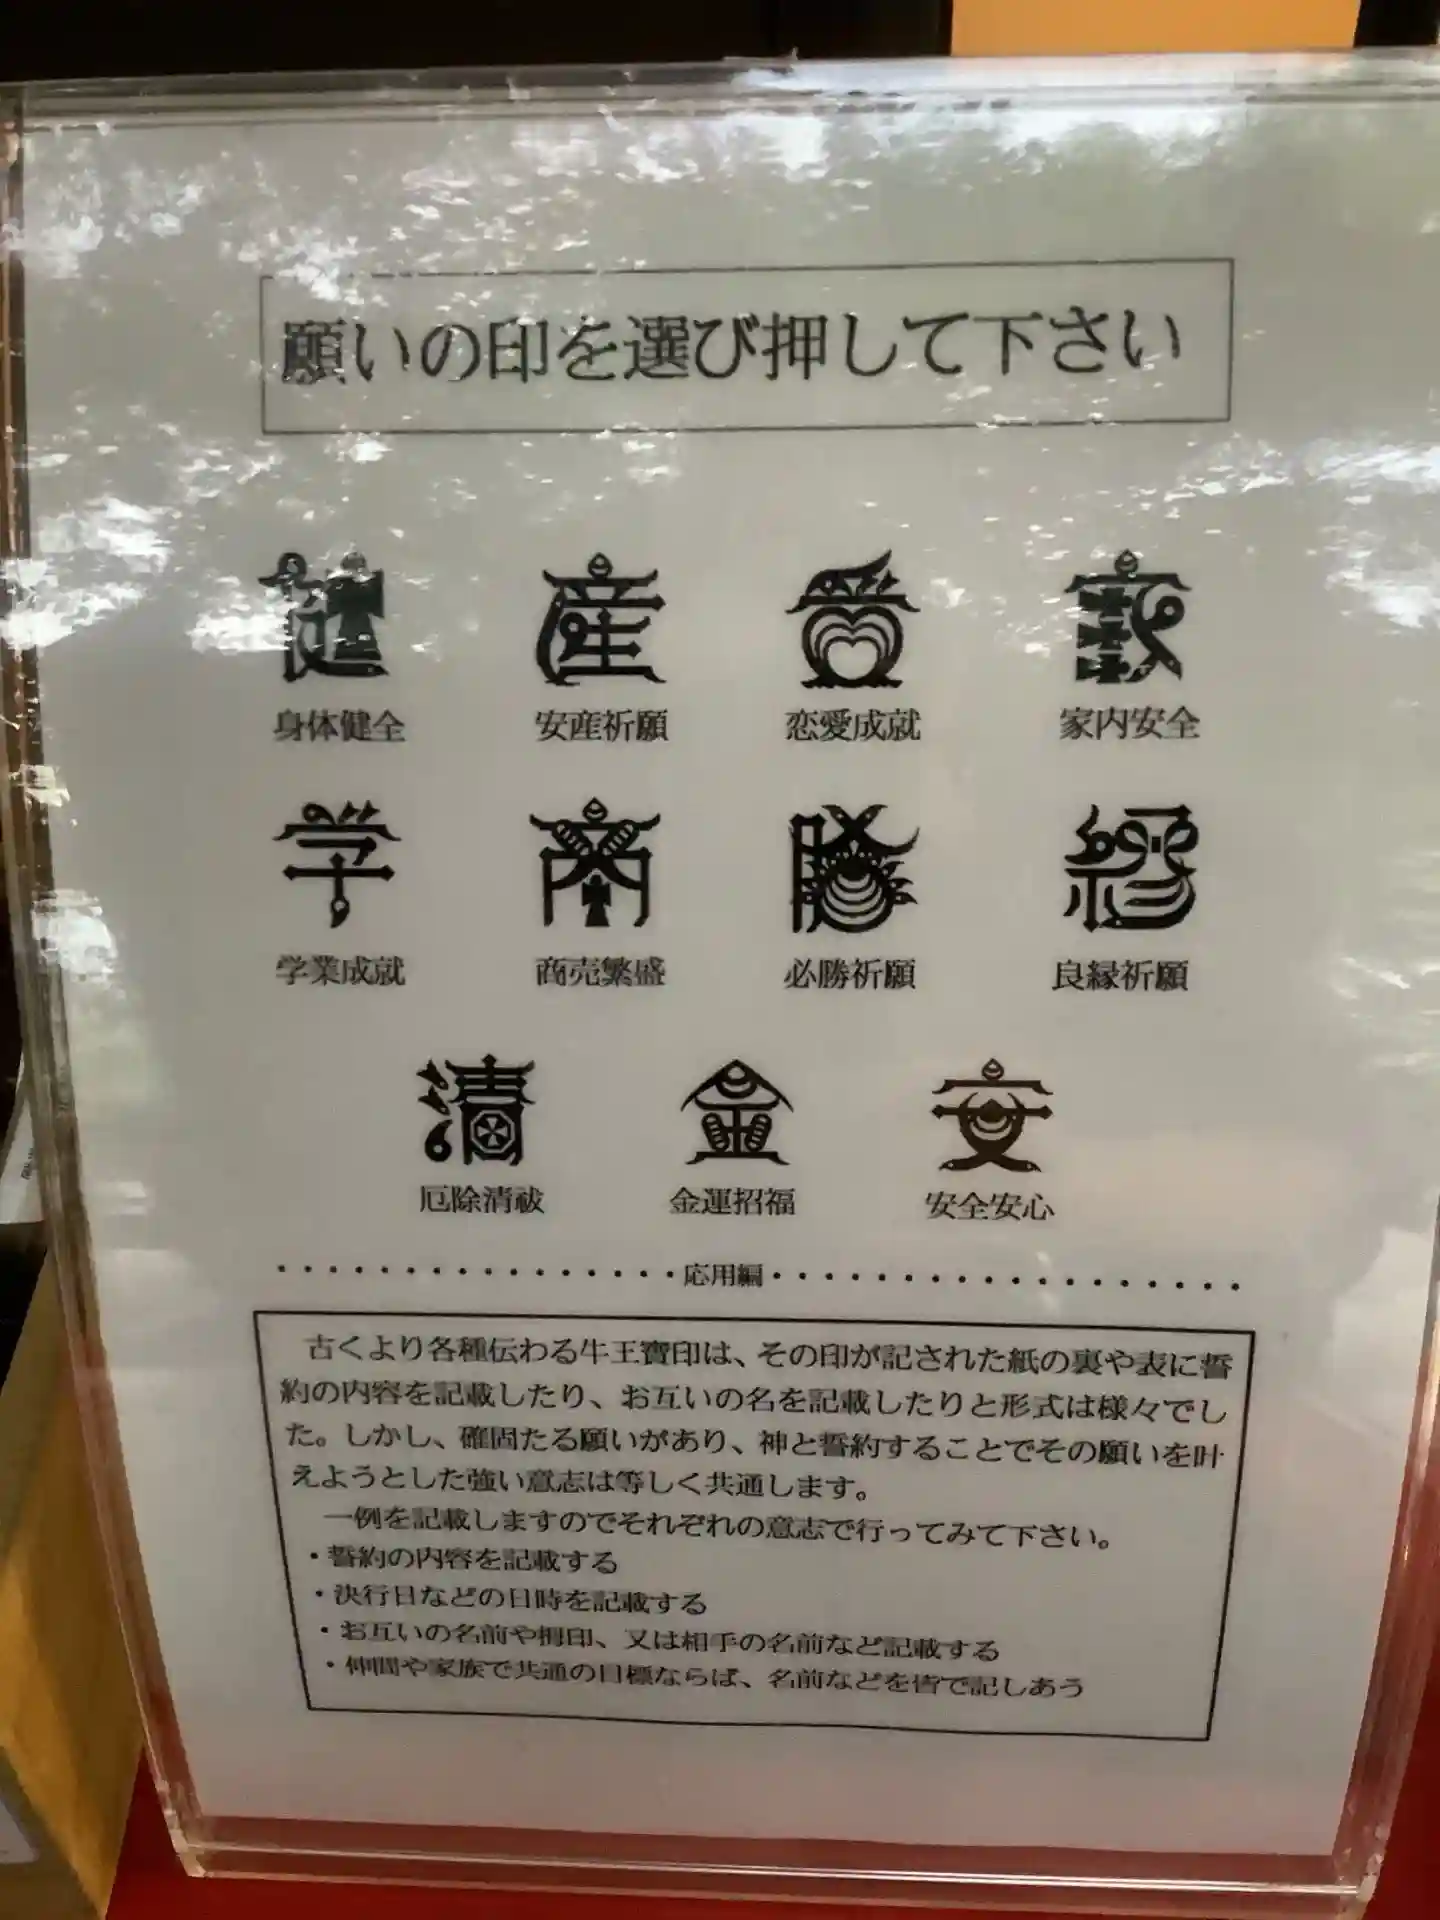 願いの印を選び押して下さい
健 産 愛 家
身体健全 安産祈願 恋愛成就 家内安全
学 商 勝 縁
学業成就 商売繁盛 必勝祈願 良縁祈願
清 金 安
厄除清祓 金運招福 安全安心
応用編
古くより各種伝わる牛王寶印は、その印が記された紙の裏や表に誓
約の内容を記載したり、お互いの名を記載したりと形式は様々でし
た。しかし、確固たる願いがあり、神と誓約することでその願いを叶
えようとした強い意志は等しく共通します。
一例を記載しますのでそれぞれの意志で行ってみて下さい。
・誓約の内容を記載する
・決行日などの日時を記載する
・お互いの名前や拇印、又は相手の名前など記載する
・仲間や家族で共通の目標ならば、名前などを皆で記しあう